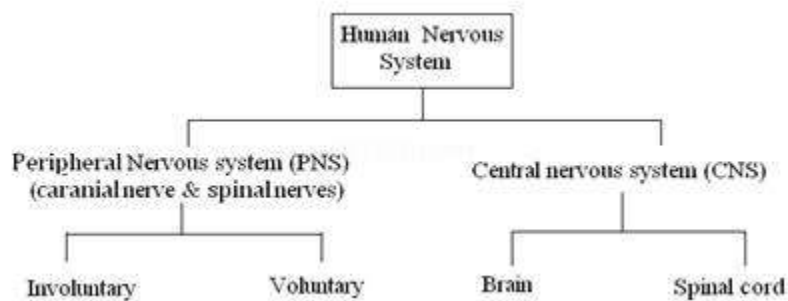 Human Nervous
System
Peripheral Nervous system (PNS)
(caranial nerve & spinal nerves)
Central nervous system (CNS)
Involuntary
Voluntary
Brain
Spinal cord